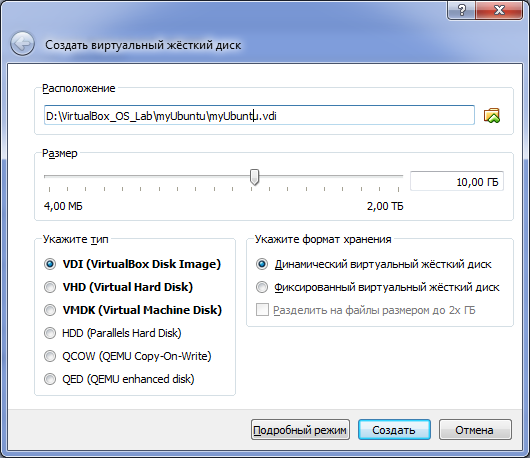 ?
X
Создать виртуальный жёсткий диск
Расположение
D:\VirtualBox_OS_Lab\myUbuntu\myUbuntu.vdi
Размер
10,00 ГБ
4,00 МБ 2,00 ТБ
Укажите тип
VDI (VirtualBox Disk Image)
VHD (Virtual Hard Disk)
VMDK (Virtual Machine Disk)
HDD (Parallels Hard Disk)
QCOW (QEMU Copy-On-Write)
QED (QEMU enhanced disk)
Укажите формат хранения
Динамический виртуальный жёсткий диск
Фиксированный виртуальный жёсткий диск
Разделить на файлы размером до 2х ГБ
Подробный режим Создать Отмена